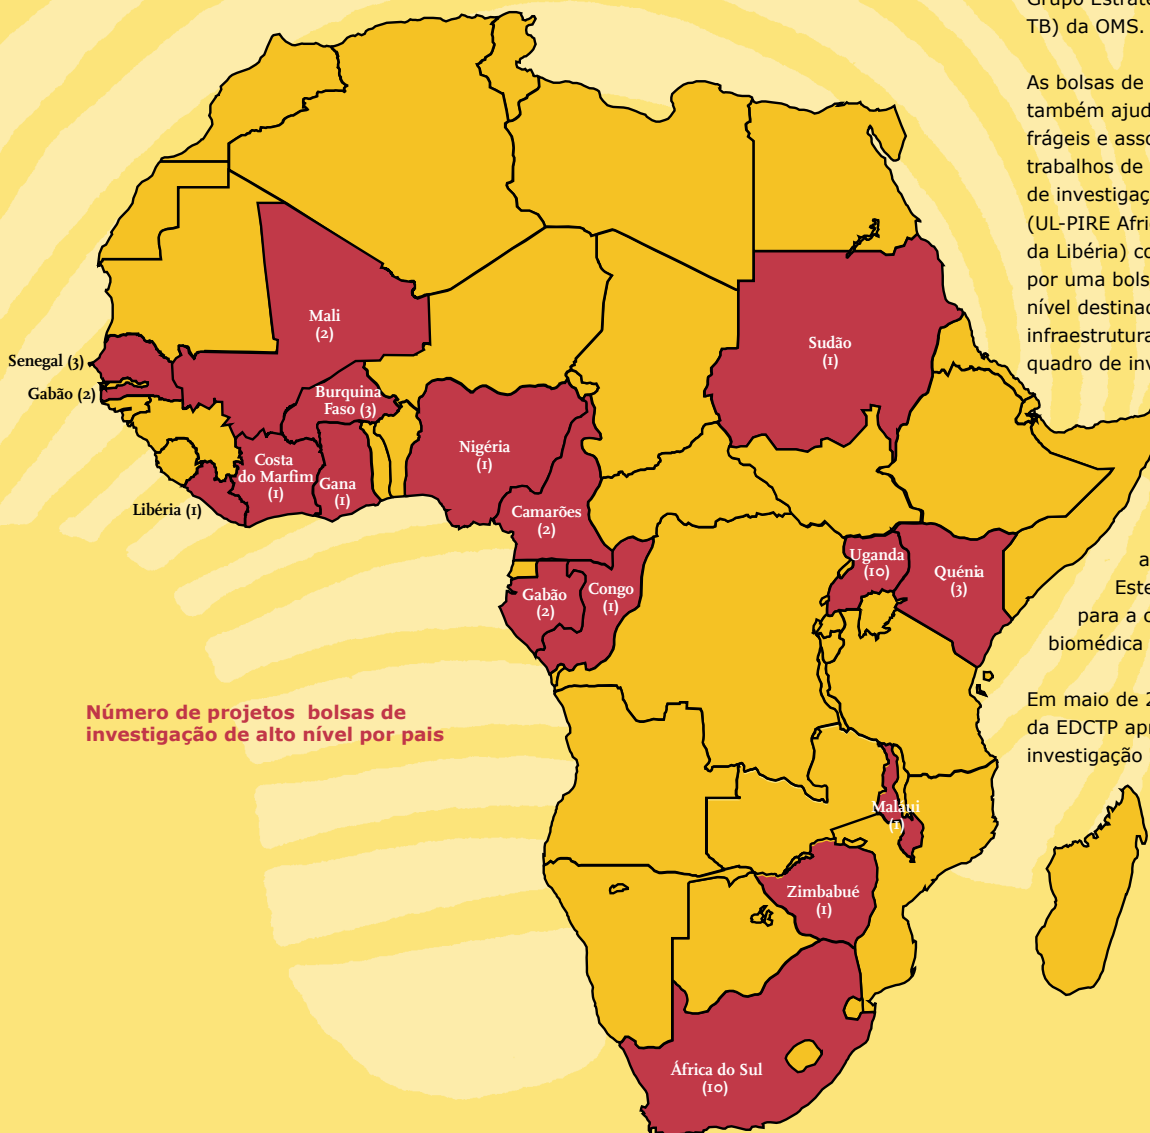 Grupo Estraté
TB) da OMS.
As bolsas de
também ajud
frágeis e asso
trabalhos de
de investigaç
(UL-PIRE Afri
da Libéria) co
por uma bols
nível destinad
infraestrutura
quadro de inv
a
Este
para a c
biomédica
Em maio de 2
da EDCTP apr
investigação
Mali
(2)
Senegal (3)
Gabão (2)
Burquina
Faso (3)
Sudão
(1)
Nigéria
(1)
Costa
do Marfim
(1)
Gana
(1)
Libéria (1)
Camarões
(2)
Gabão
(2)
Congo
(1)
Uganda
(10)
Quénia
(3)
Número de projetos bolsas de
investigação de alto nível por pais
Malaui
(1)
Zimbabué
(1)
África do Sul
(10)